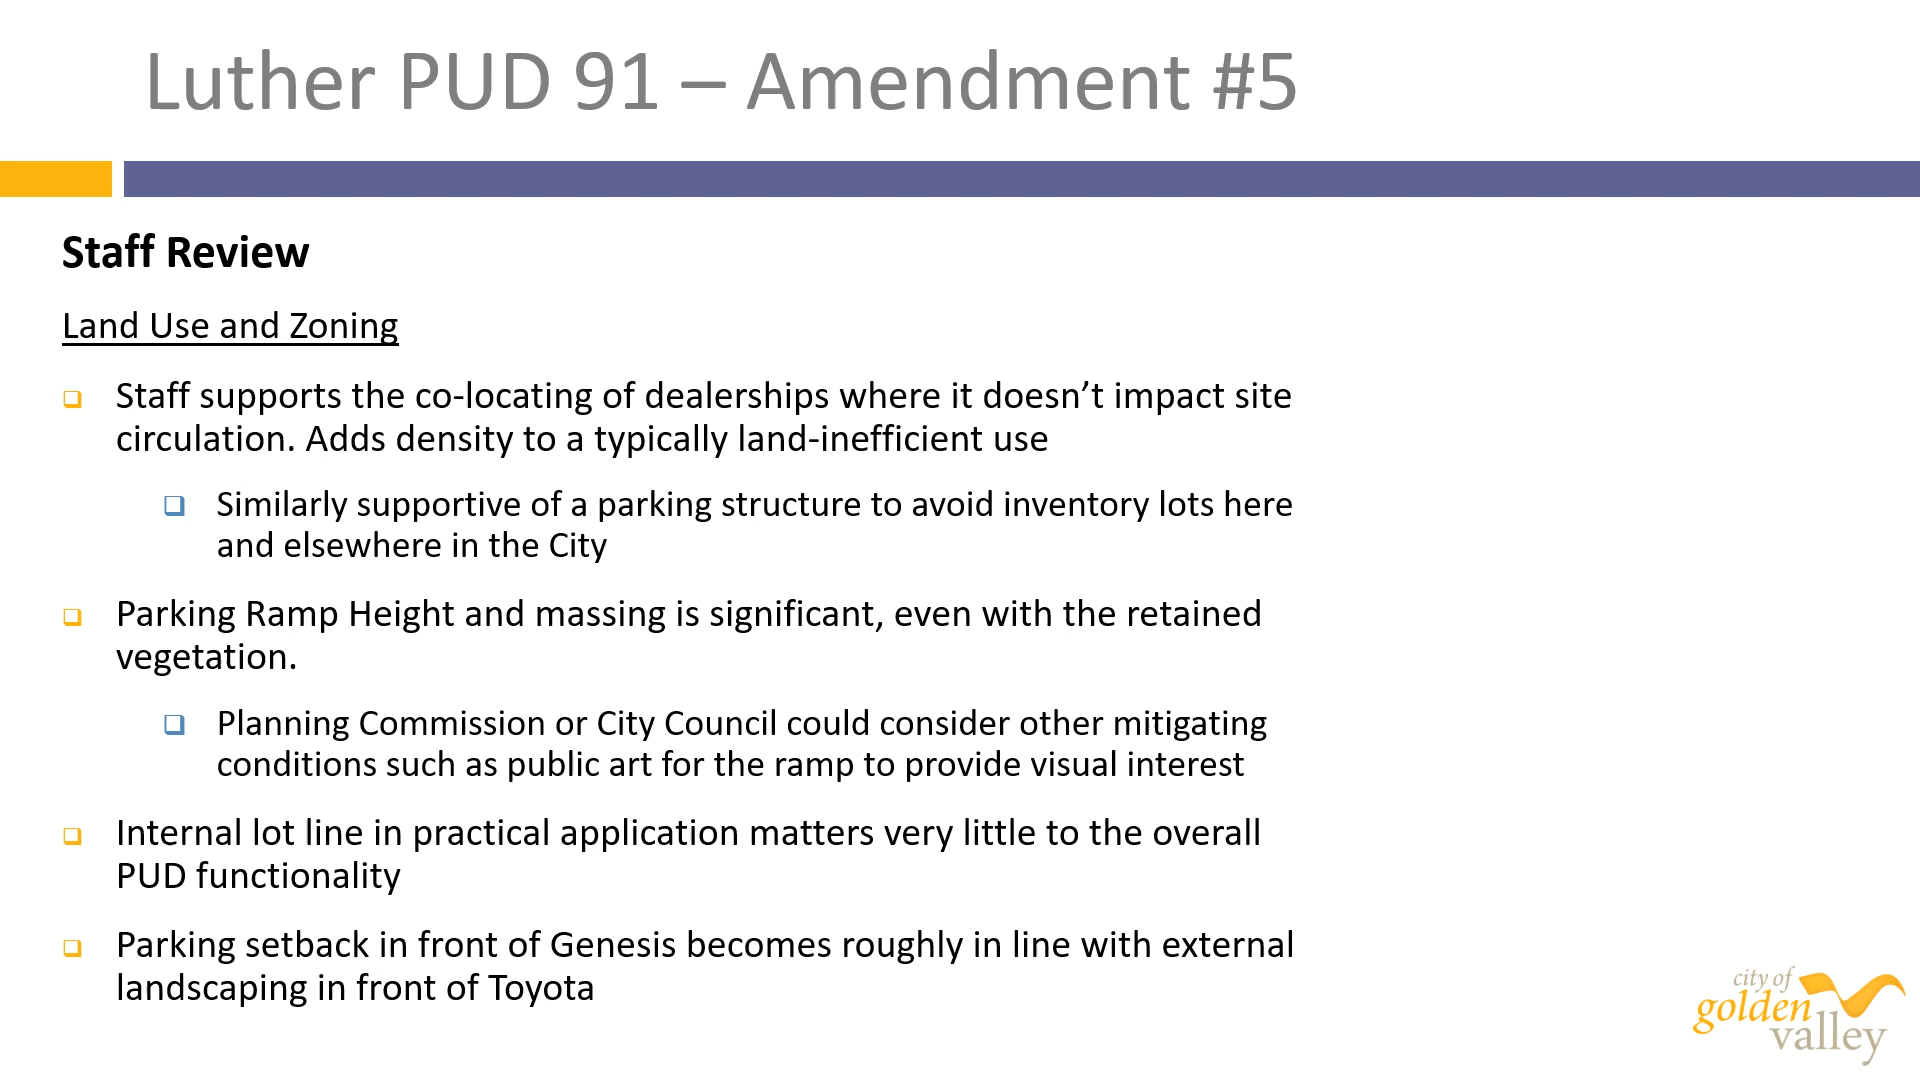 Luther PUD 91 – Amendment #5
Staff Review
Land Use and Zoning
Staff supports the co-locating of dealerships where it doesn’t impact site
circulation. Adds density to a typically land-inefficient use
Similarly supportive of a parking structure to avoid inventory lots here
and elsewhere in the City
Parking Ramp Height and massing is significant, even with the retained
vegetation.
Planning Commission or City Council could consider other mitigating
conditions such as public art for the ramp to provide visual interest
Internal lot line in practical application matters very little to the overall
PUD functionality
Parking setback in front of Genesis becomes roughly in line with external
landscaping in front of Toyota
city of
golden
valley